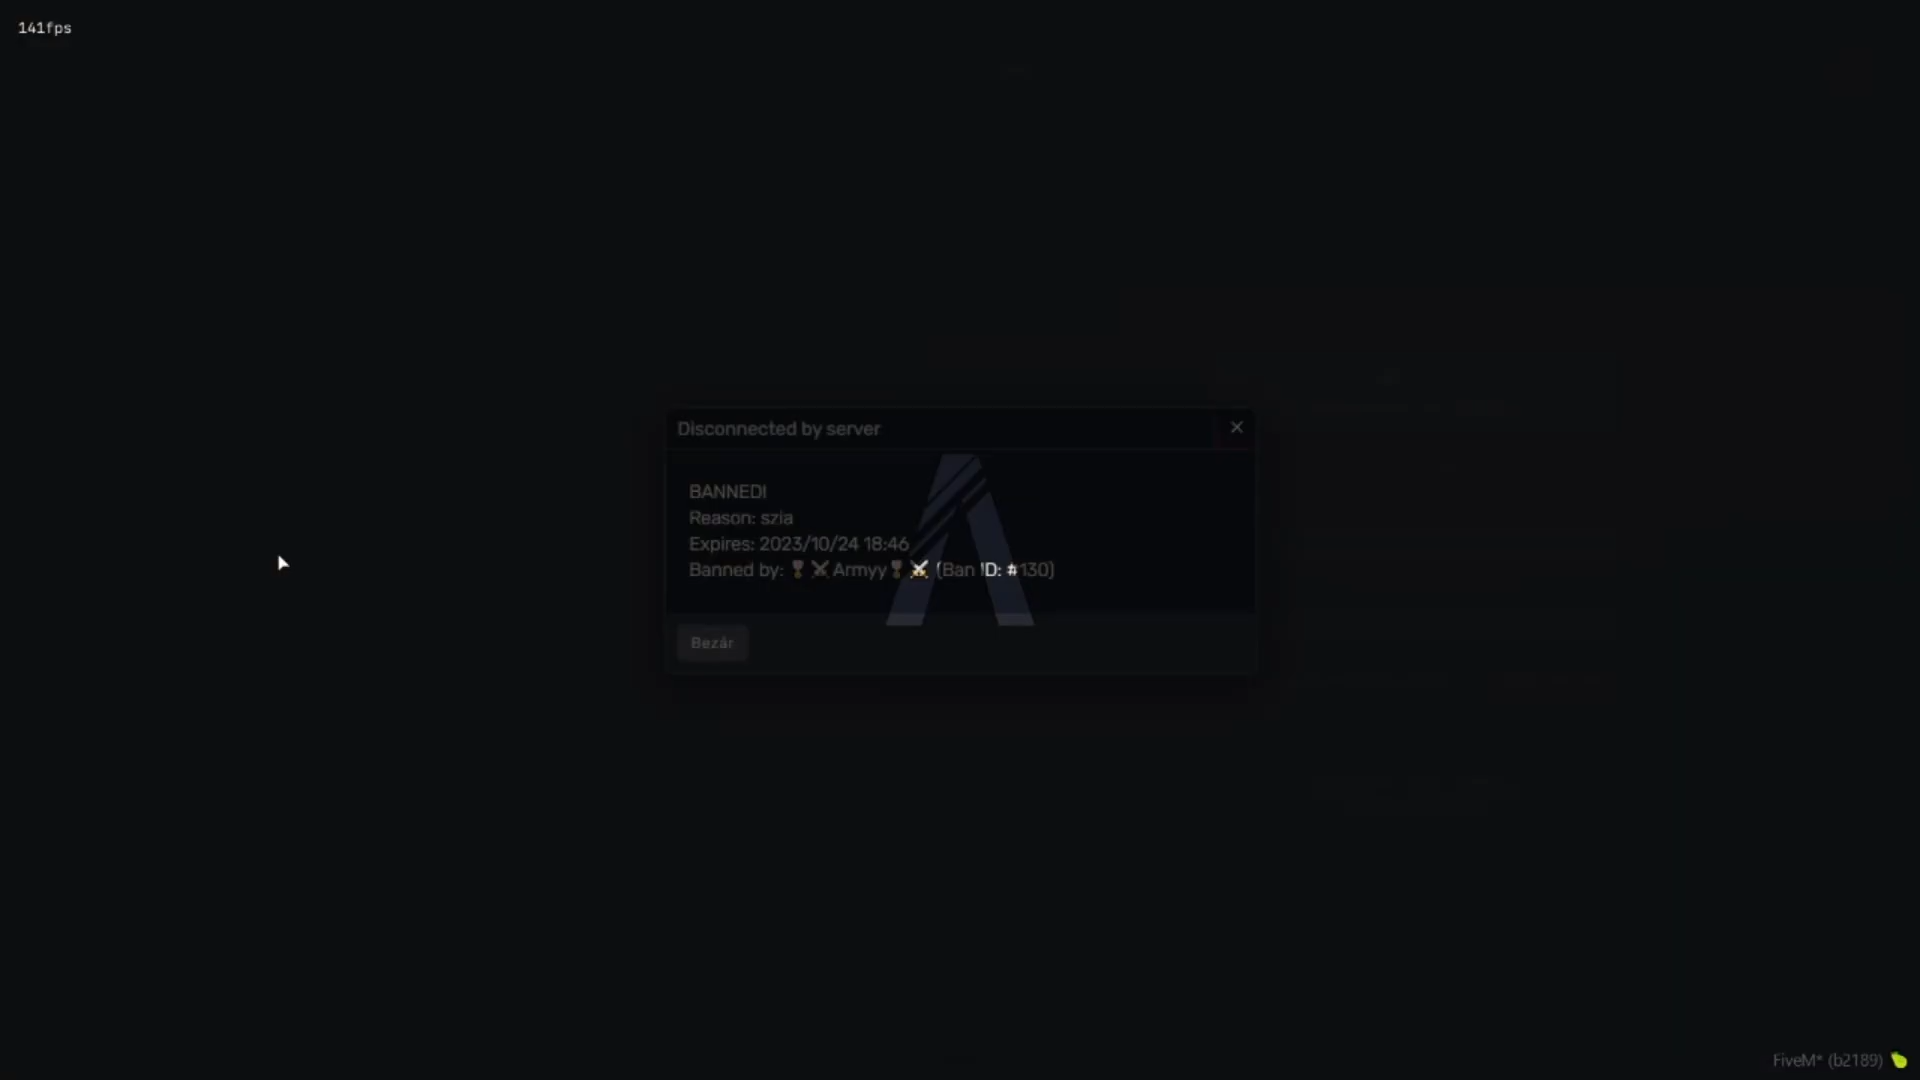 141fps
Disconnected by server
BANNED!
Reason: szia
Expires: 2023/10/24 18:46
Banned by: 🎖⚔Armyy🎖⚔ (Ban ID: #130)
Bezár
FiveM* (b2189)